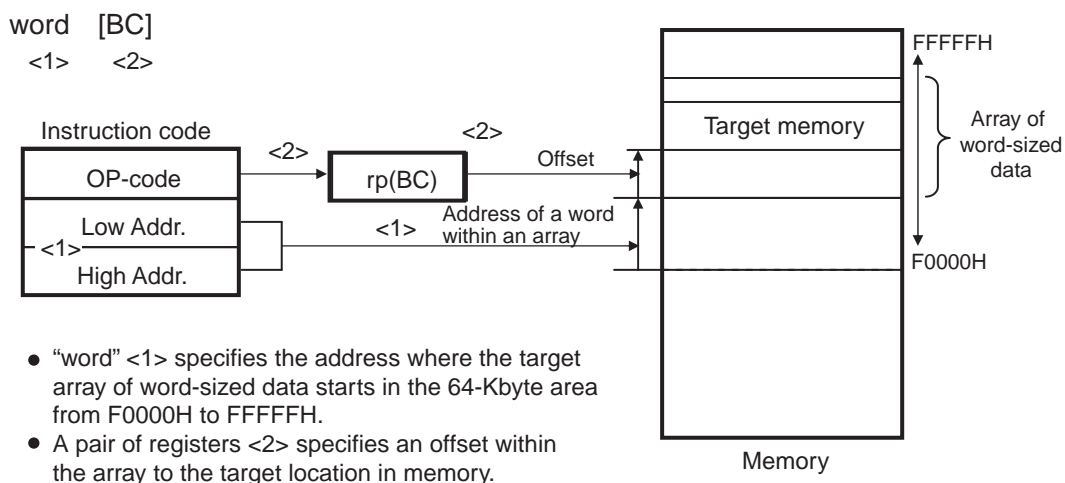 word [BC]
<1> <2>
Instruction code
OP-code
Low Addr.
<1>
High Addr.
<2>
rp(BC)
<2>
Offset
<1>
Address of a word
within an array
Target memory
FFFFFH
Array of
word-sized
data
F0000H
Memory
● “word” <1> specifies the address where the target
array of word-sized data starts in the 64-Kbyte area
from F0000H to FFFFFH.
● A pair of registers <2> specifies an offset within
the array to the target location in memory.